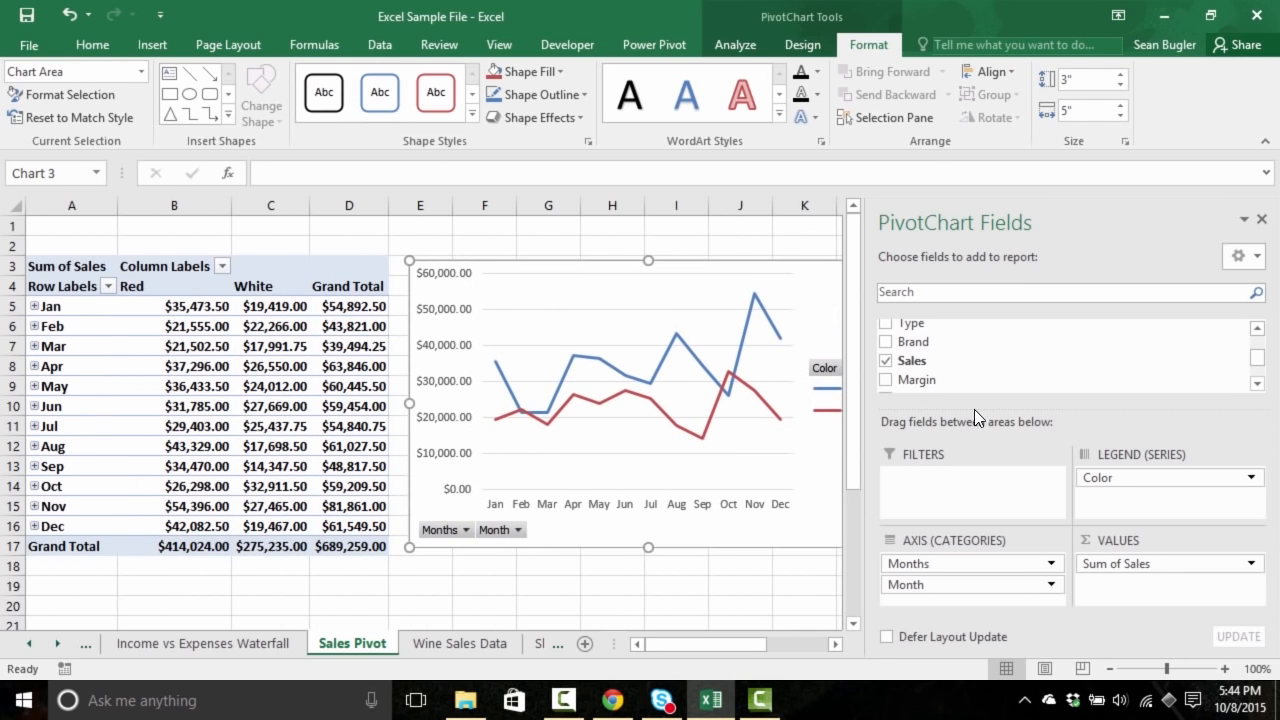 Excel Sample File - Excel
PivotChart Tools
File Home Insert Page Layout Formulas Data Review View Developer Power Pivot Analyze Design Format Tell me what you want to do... Sean Bugler Share
Chart Area
Format Selection
Reset to Match Style
Current Selection
Change
Shape
Insert Shapes
Abc Abc Abc
Shape Fill
Shape Outline
Shape Effects
Shape Styles
A A A
A
A
A
WordArt Styles
Bring Forward
Send Backward
Selection Pane
Align
Group
Rotate
Arrange
3"
5"
Size
Chart 3
fx
A B C D E F G H I J K
1
2
3 Sum of Sales Column Labels
4 Row Labels Red White Grand Total
5 Jan $35,473.50 $19,419.00 $54,892.50
6 Feb $21,555.00 $22,266.00 $43,821.00
7 Mar $21,502.50 $17,991.75 $39,494.25
8 Apr $37,296.00 $26,550.00 $63,846.00
9 May $36,433.50 $24,012.00 $60,445.50
10 Jun $31,785.00 $27,669.00 $59,454.00
11 Jul $29,403.00 $25,437.75 $54,840.75
12 Aug $43,329.00 $17,698.50 $61,027.50
13 Sep $34,470.00 $14,347.50 $48,817.50
14 Oct $26,298.00 $32,911.50 $59,209.50
15 Nov $54,396.00 $27,465.00 $81,861.00
16 Dec $42,082.50 $19,467.00 $61,549.50
17 Grand Total $414,024.00 $275,235.00 $689,259.00
18
19
20
21
$60,000.00
$50,000.00
$40,000.00
$30,000.00
$20,000.00
$10,000.00
$0.00
Jan Feb Mar Apr May Jun Jul Aug Sep Oct Nov Dec
Color
Months Month
PivotChart Fields
Choose fields to add to report:
Search
Type
Brand
Sales
Margin
Drag fields between areas below:
FILTERS
LEGEND (SERIES)
Color
AXIS (CATEGORIES)
Months
Month
Σ VALUES
Sum of Sales
Defer Layout Update
UPDATE
... Income vs Expenses Waterfall Sales Pivot Wine Sales Data Sl ...
Ready
100%
Ask me anything
5:44 PM
10/8/2015